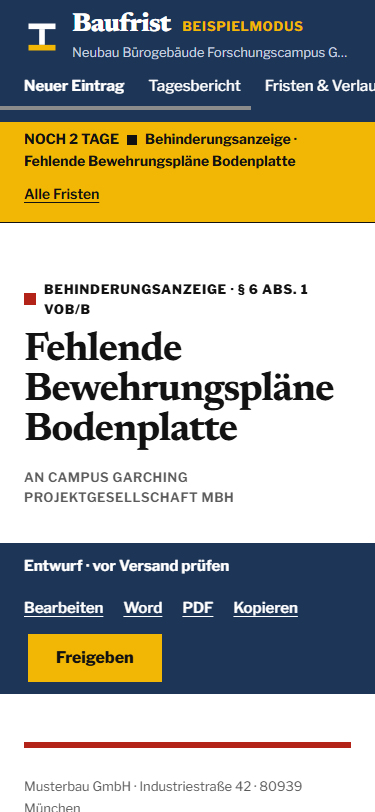 Baufrist BEISPIELMODUS
Neubau Bürogebäude Forschungscampus G…
Neuer Eintrag Tagesbericht Fristen & Verlau
NOCH 2 TAGE ■ Behinderungsanzeige ·
Fehlende Bewehrungspläne Bodenplatte
Alle Fristen
BEHINDERUNGSANZEIGE · § 6 ABS. 1
VOB/B
Fehlende
Bewehrungspläne
Bodenplatte
AN CAMPUS GARCHING
PROJEKTGESELLSCHAFT MBH
Entwurf · vor Versand prüfen
Bearbeiten Word PDF Kopieren
Freigeben
Musterbau GmbH · Industriestraße 42 · 80939
München